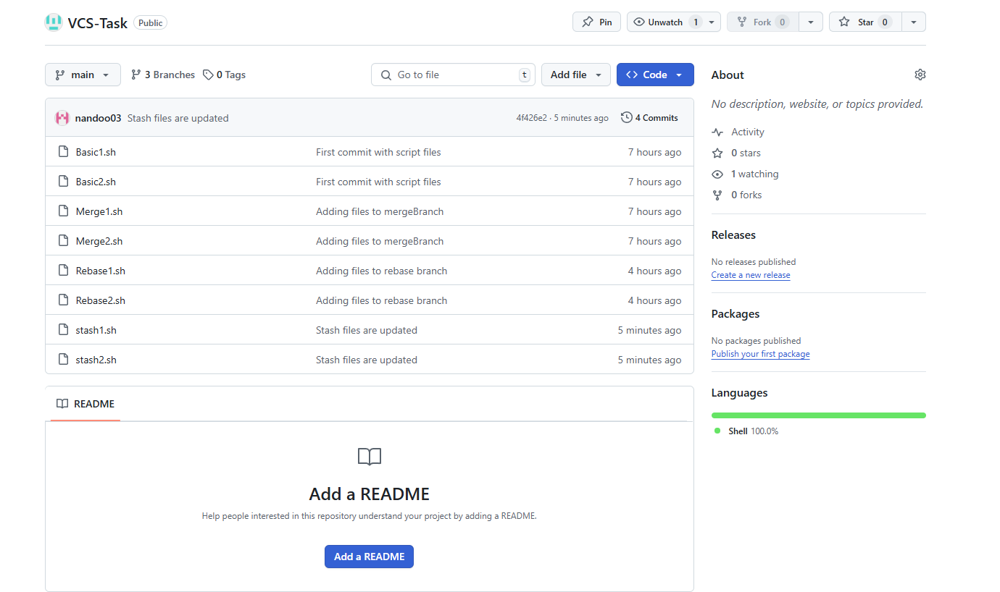 VCS-Task Public Pin Unwatch 1 Fork 0 Star 0
main 3 Branches 0 Tags Go to file t Add file Code
nandoo03 Stash files are updated 4f426e2 · 5 minutes ago 4 Commits
Basic1.sh First commit with script files 7 hours ago
Basic2.sh First commit with script files 7 hours ago
Merge1.sh Adding files to mergeBranch 7 hours ago
Merge2.sh Adding files to mergeBranch 7 hours ago
Rebase1.sh Adding files to rebase branch 4 hours ago
Rebase2.sh Adding files to rebase branch 4 hours ago
stash1.sh Stash files are updated 5 minutes ago
stash2.sh Stash files are updated 5 minutes ago
README
Add a README
Help people interested in this repository understand your project by adding a README.
Add a README
About
No description, website, or topics provided.
Activity
0 stars
1 watching
0 forks
Releases
No releases published
Create a new release
Packages
No packages published
Publish your first package
Languages
Shell 100.0%